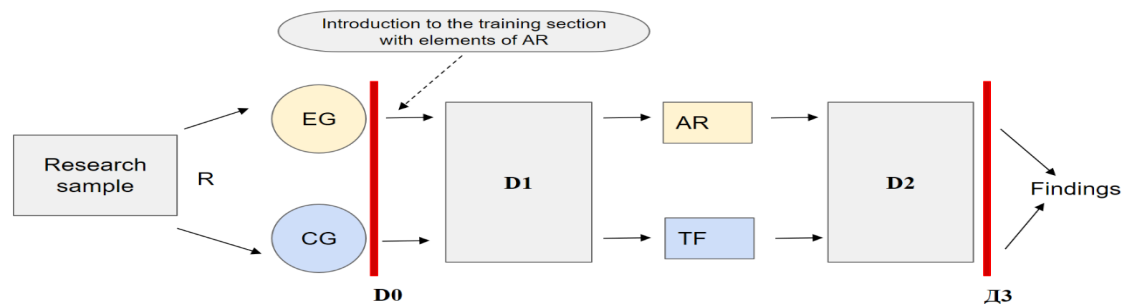 Introduction to the training section
with elements of AR
EG
AR
Research
sample
R
D1
D2
Findings
CG
TF
D0
Д3